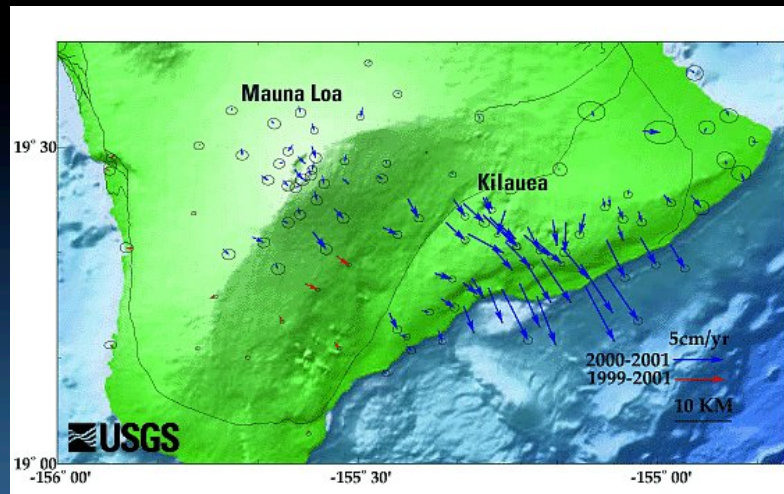 Mauna Loa
19° 30'
Kilauea
5cm/yr
2000-2001
1999-2001
10 KM
USGS
19° 00'
-156° 00'
-155° 30'
-155° 00'